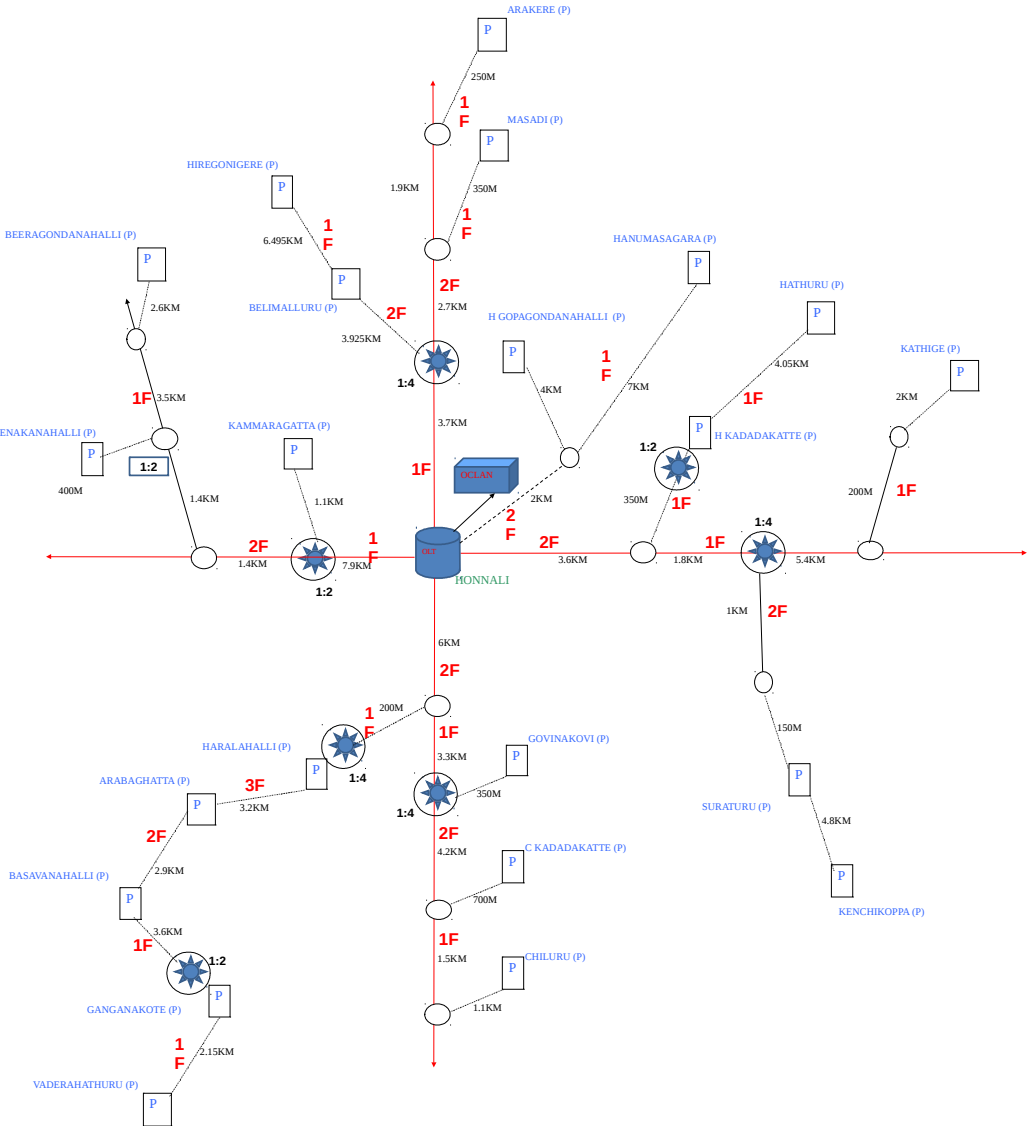 ARAKERE (P)
P
250M
1
F
MASADI (P)
P
HIREGONIGERE (P)
P
1.9KM
350M
1
F
1
F
6.495KM
BEERAGONDANAHALLI (P)
P
HANUMASAGARA (P)
P
BELIMALLURU (P)
P
2F
2F
2.7KM
3.925KM
2.6KM
HATHURU (P)
P
H GOPAGONDANAHALLI (P)
P
1:4
1
F
7KM
4KM
4.05KM
1F
KATHIGE (P)
P
2KM
1F
3.5KM
3.7KM
ENAKANAHALLI (P)
P
KAMMARAGATTA (P)
P
P
H KADADAKATTE (P)
1:2
1:2
400M
1F
OCLAN
1.4KM
1.1KM
2KM
350M
1F
200M
1F
2
F
1:4
2F
1.4KM
1
F
7.9KM
1:2
OLT
HONNALI
2F
3.6KM
1F
1.8KM
5.4KM
1KM
2F
6KM
2F
200M
1
F
1F
3.3KM
HARALAHALLI (P)
P
1:4
GOVINAKOVI (P)
P
350M
150M
ARABAGHATTA (P)
P
3F
3.2KM
1:4
SURATURU (P)
P
2F
2.9KM
2F
4.2KM
4.8KM
C KADADAKATTE (P)
P
BASAVANAHALLI (P)
P
700M
P
KENCHIKOPPA (P)
3.6KM
1F
1F
1.5KM
1:2
CHILURU (P)
P
GANGANAKOTE (P)
P
1.1KM
1
F
2.15KM
VADERAHATHURU (P)
P